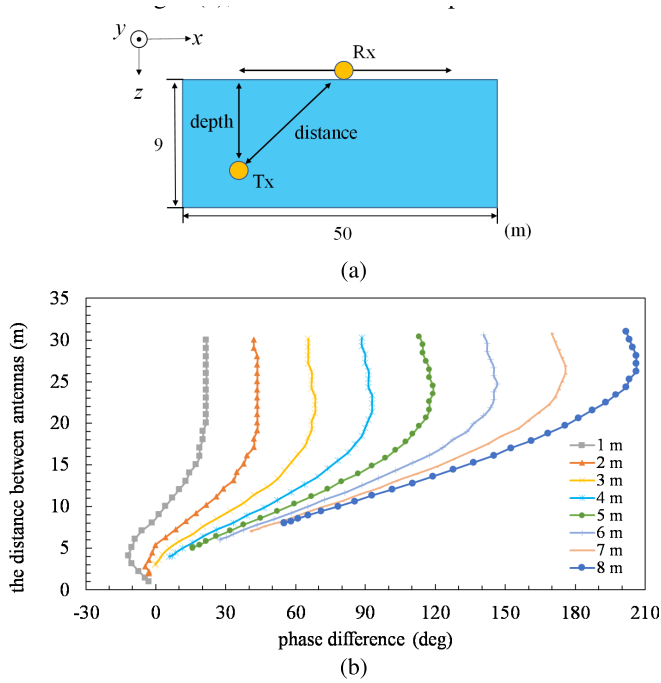 y
x
z
Rx
depth
distance
9
Tx
50
(m)
(a)
the distance between antennas (m)
35
30
25
20
15
10
5
0
1 m
2 m
3 m
4 m
5 m
6 m
7 m
8 m
-30 0 30 60 90 120 150 180 210
phase difference (deg)
(b)